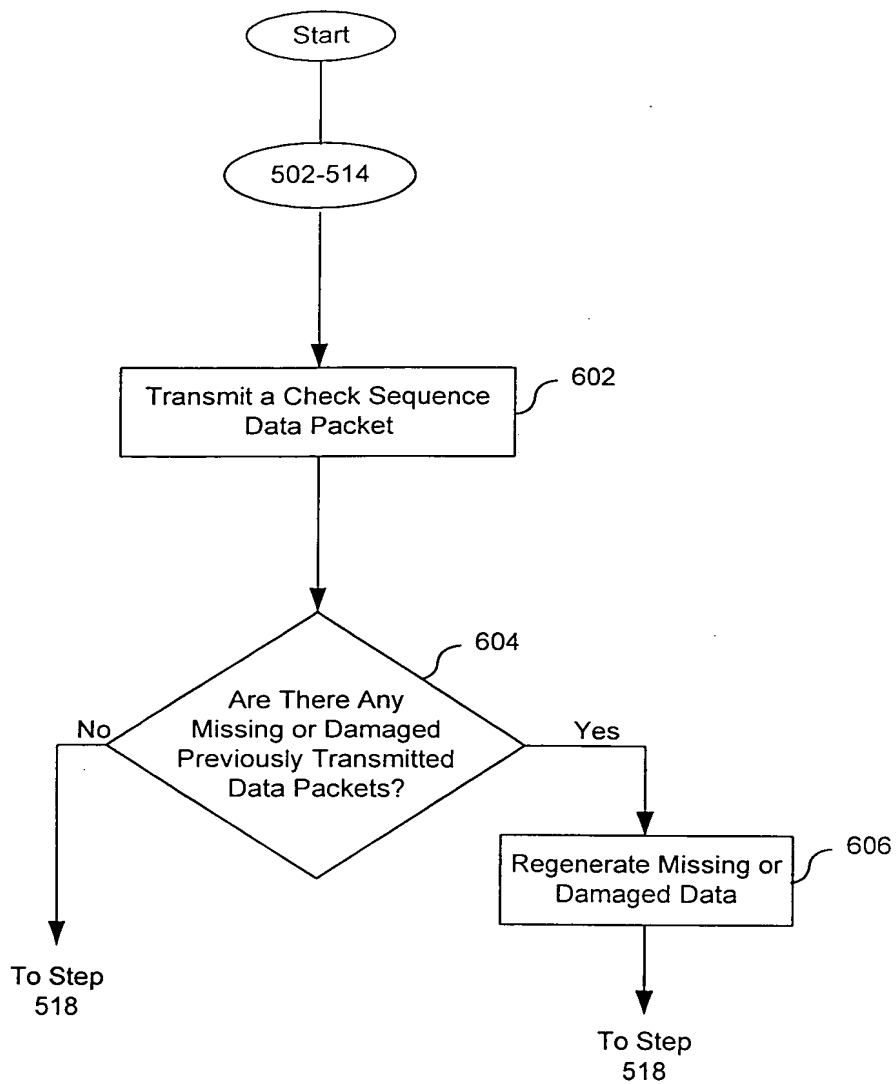 Start
502-514
Transmit a Check Sequence
Data Packet
602
604
Are There Any
Missing or Damaged
Previously Transmitted
Data Packets?
No
Yes
Regenerate Missing or
Damaged Data
606
To Step
518
To Step
518